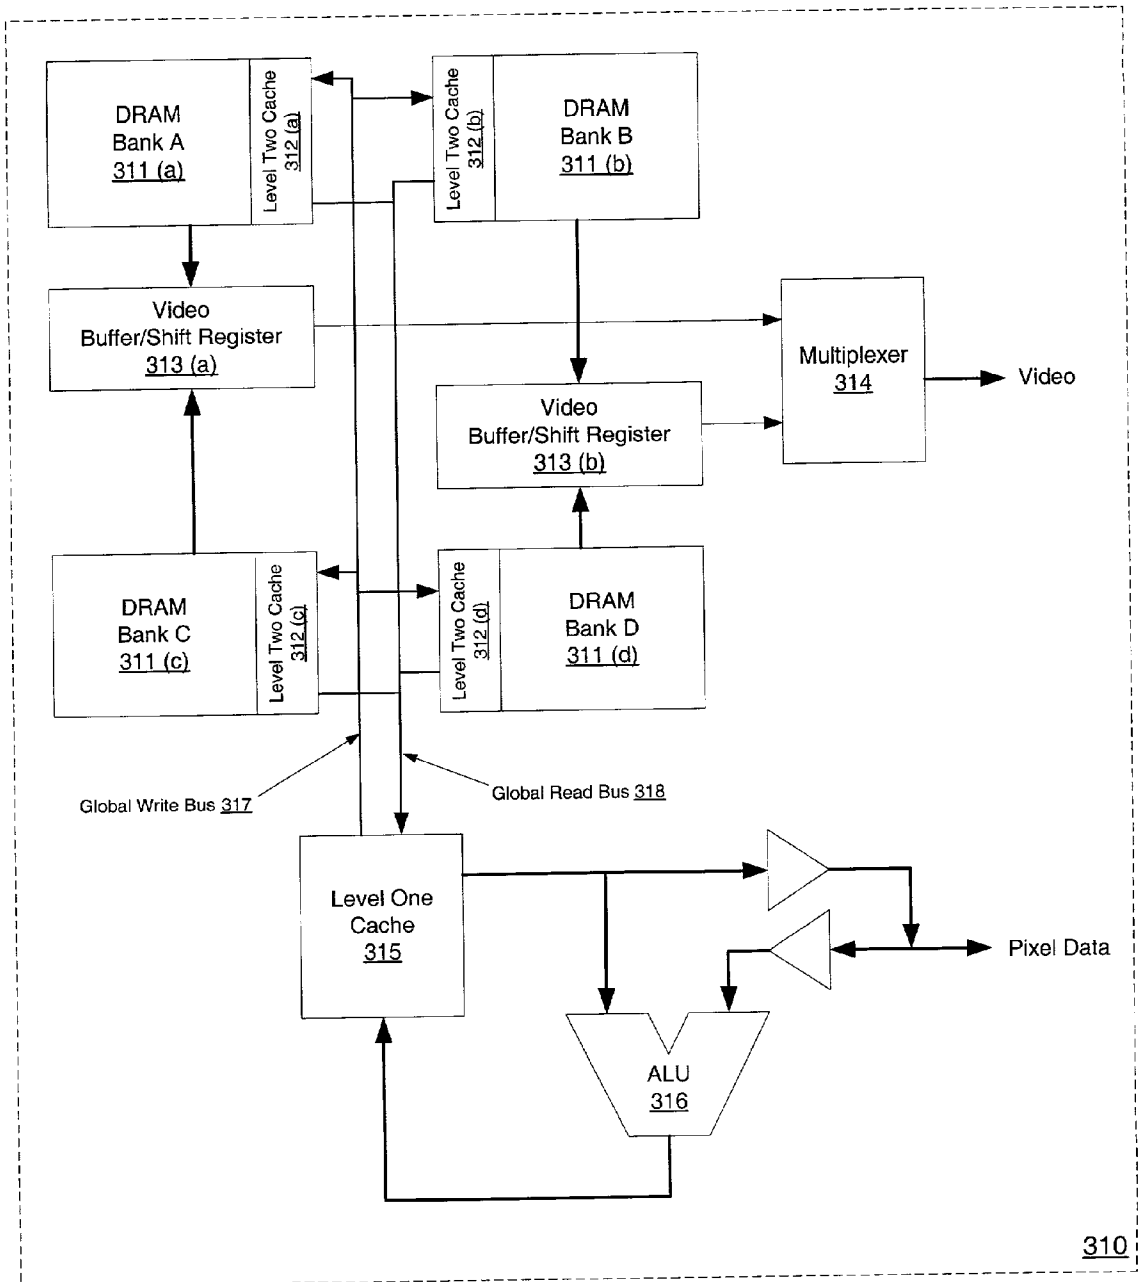 DRAM
Bank A
311 (a)
Level Two Cache
312 (a)
Level Two Cache
312 (b)
DRAM
Bank B
311 (b)
Video
Buffer/Shift Register
313 (a)
Multiplexer
314
Video
Video
Buffer/Shift Register
313 (b)
DRAM
Bank C
311 (c)
Level Two Cache
312 (c)
Level Two Cache
312 (d)
DRAM
Bank D
311 (d)
Global Write Bus 317
Global Read Bus 318
Level One
Cache
315
Pixel Data
ALU
316
310